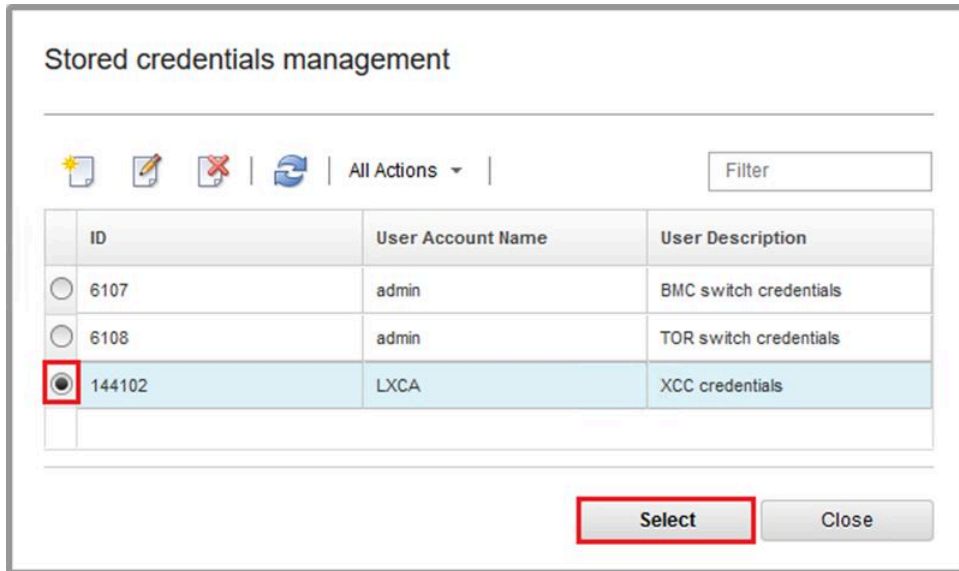 Stored credentials management
All Actions
Filter
ID User Account Name User Description
6107 admin BMC switch credentials
6108 admin TOR switch credentials
144102 LXCA XCC credentials
Select Close